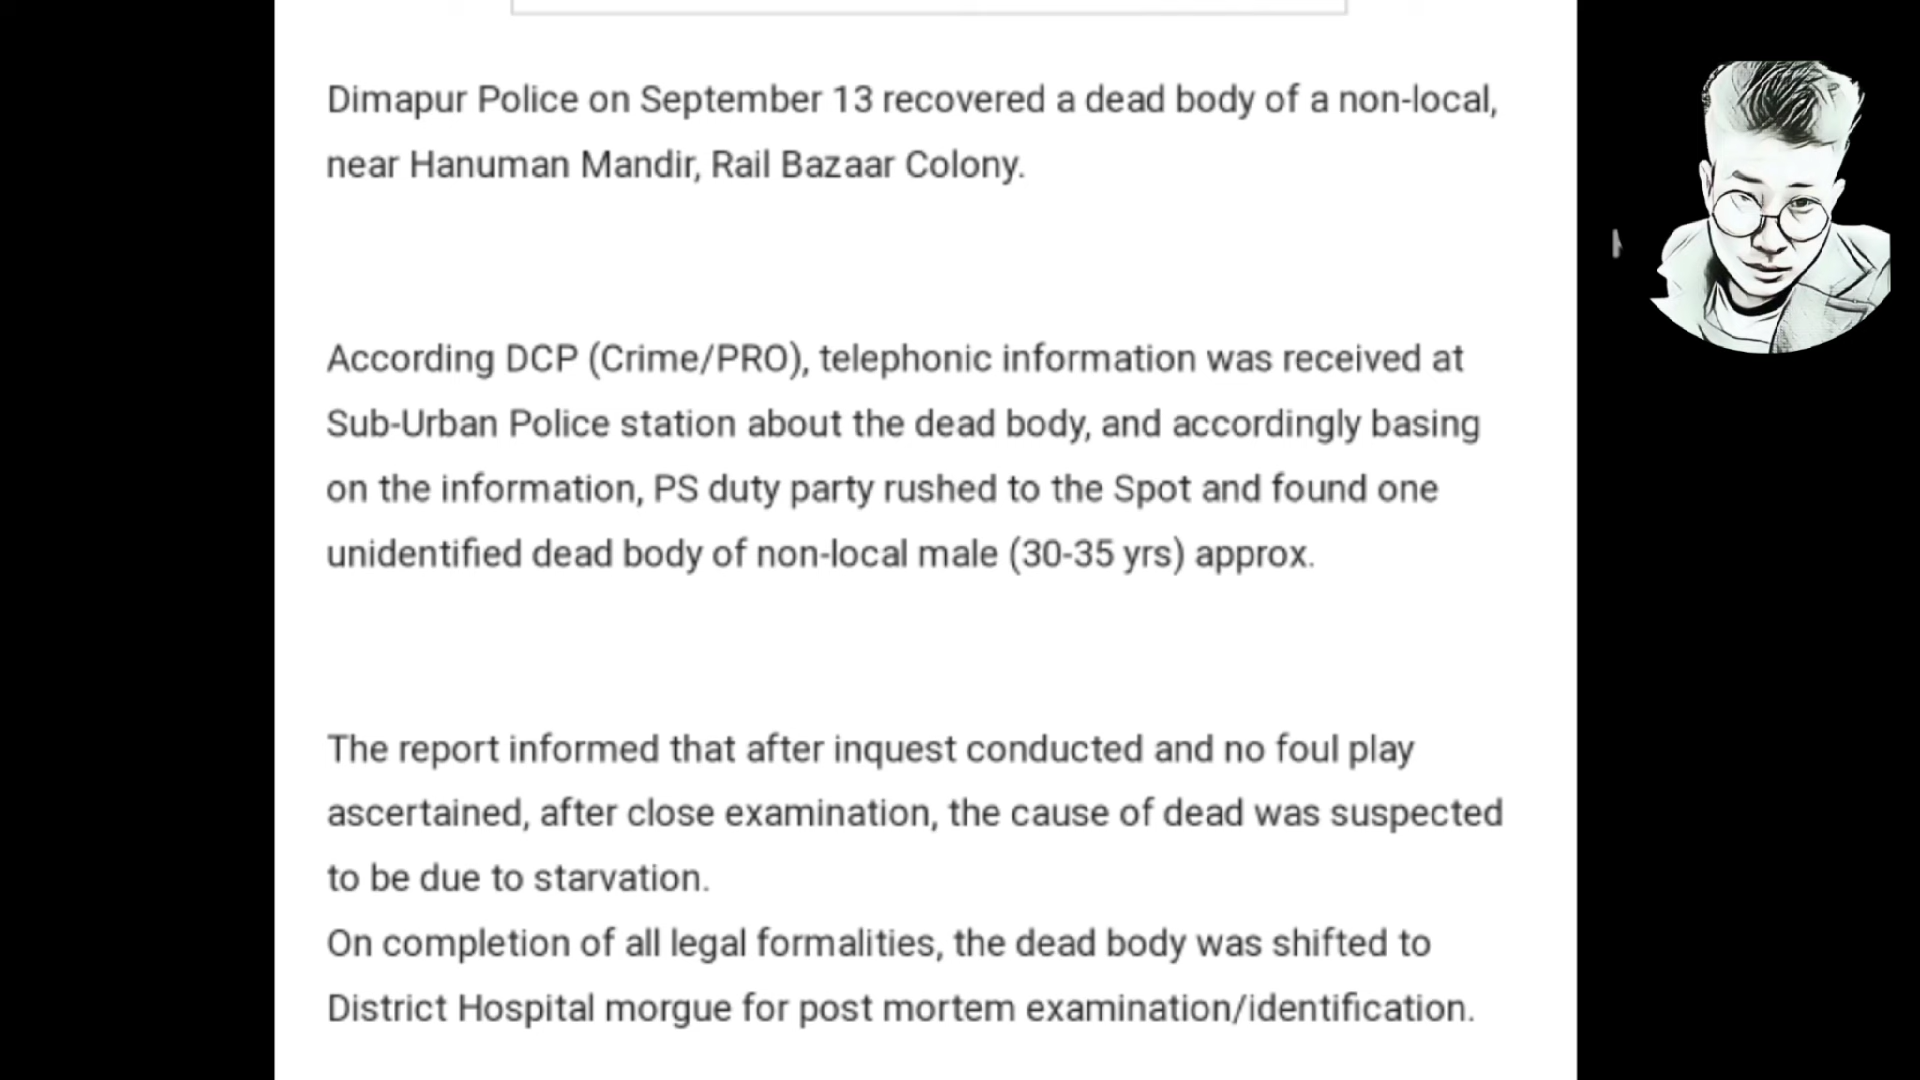 Dimapur Police on September 13 recovered a dead body of a non-local,
near Hanuman Mandir, Rail Bazaar Colony.
According DCP (Crime/PRO), telephonic information was received at
Sub-Urban Police station about the dead body, and accordingly basing
on the information, PS duty party rushed to the Spot and found one
unidentified dead body of non-local male (30-35 yrs) approx.
The report informed that after inquest conducted and no foul play
ascertained, after close examination, the cause of dead was suspected
to be due to starvation.
On completion of all legal formalities, the dead body was shifted to
District Hospital morgue for post mortem examination/identification.